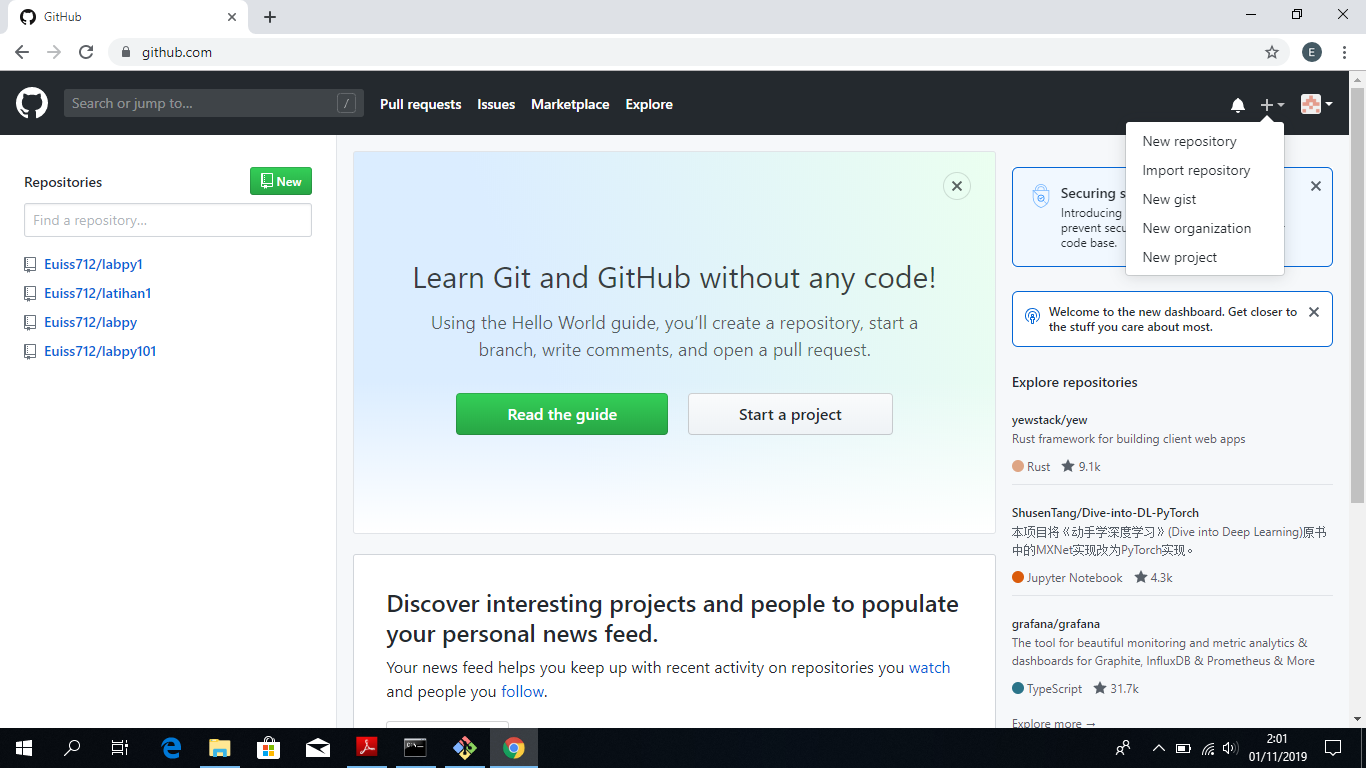 GitHub
github.com
E
Search or jump to...
/
Pull requests
Issues
Marketplace
Explore
New repository
Import repository
New gist
New organization
New project
Repositories
New
Find a repository...
Euiss712/labpy1
Euiss712/latihan1
Euiss712/labpy
Euiss712/labpy101
Learn Git and GitHub without any code!
Using the Hello World guide, you’ll create a repository, start a
branch, write comments, and open a pull request.
Read the guide
Start a project
Discover interesting projects and people to populate
your personal news feed.
Your news feed helps you keep up with recent activity on repositories you watch
and people you follow.
Securing
Introducing
prevent
code base.
Welcome to the new dashboard. Get closer to
the stuff you care about most.
Explore repositories
yewstack/yew
Rust framework for building client web apps
Rust 9.1k
ShusenTang/Dive-into-DL-PyTorch
本项目将《动手学深度学习》(Dive into Deep Learning)原书
中的MXNet实现改为PyTorch实现。
Jupyter Notebook 4.3k
grafana/grafana
The tool for beautiful monitoring and metric analytics &
dashboards for Graphite, InfluxDB & Prometheus & More
TypeScript 31.7k
Explore more →
2:01
01/11/2019